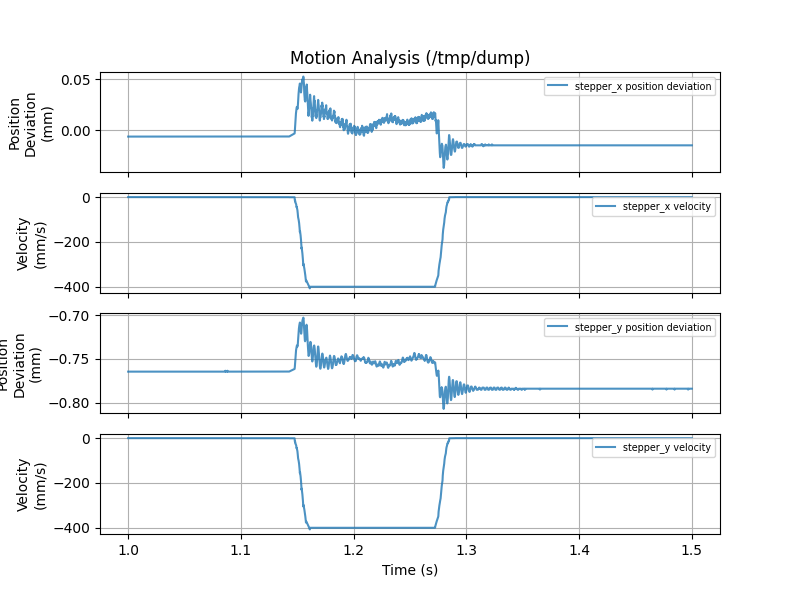 Motion Analysis (/tmp/dump)
Position
Deviation
(mm)
0.05
0.00
stepper_x position deviation
Velocity
(mm/s)
0
−200
−400
stepper_x velocity
Position
Deviation
(mm)
−0.70
−0.75
−0.80
stepper_y position deviation
Velocity
(mm/s)
0
−200
−400
stepper_y velocity
1.0 1.1 1.2 1.3 1.4 1.5
Time (s)